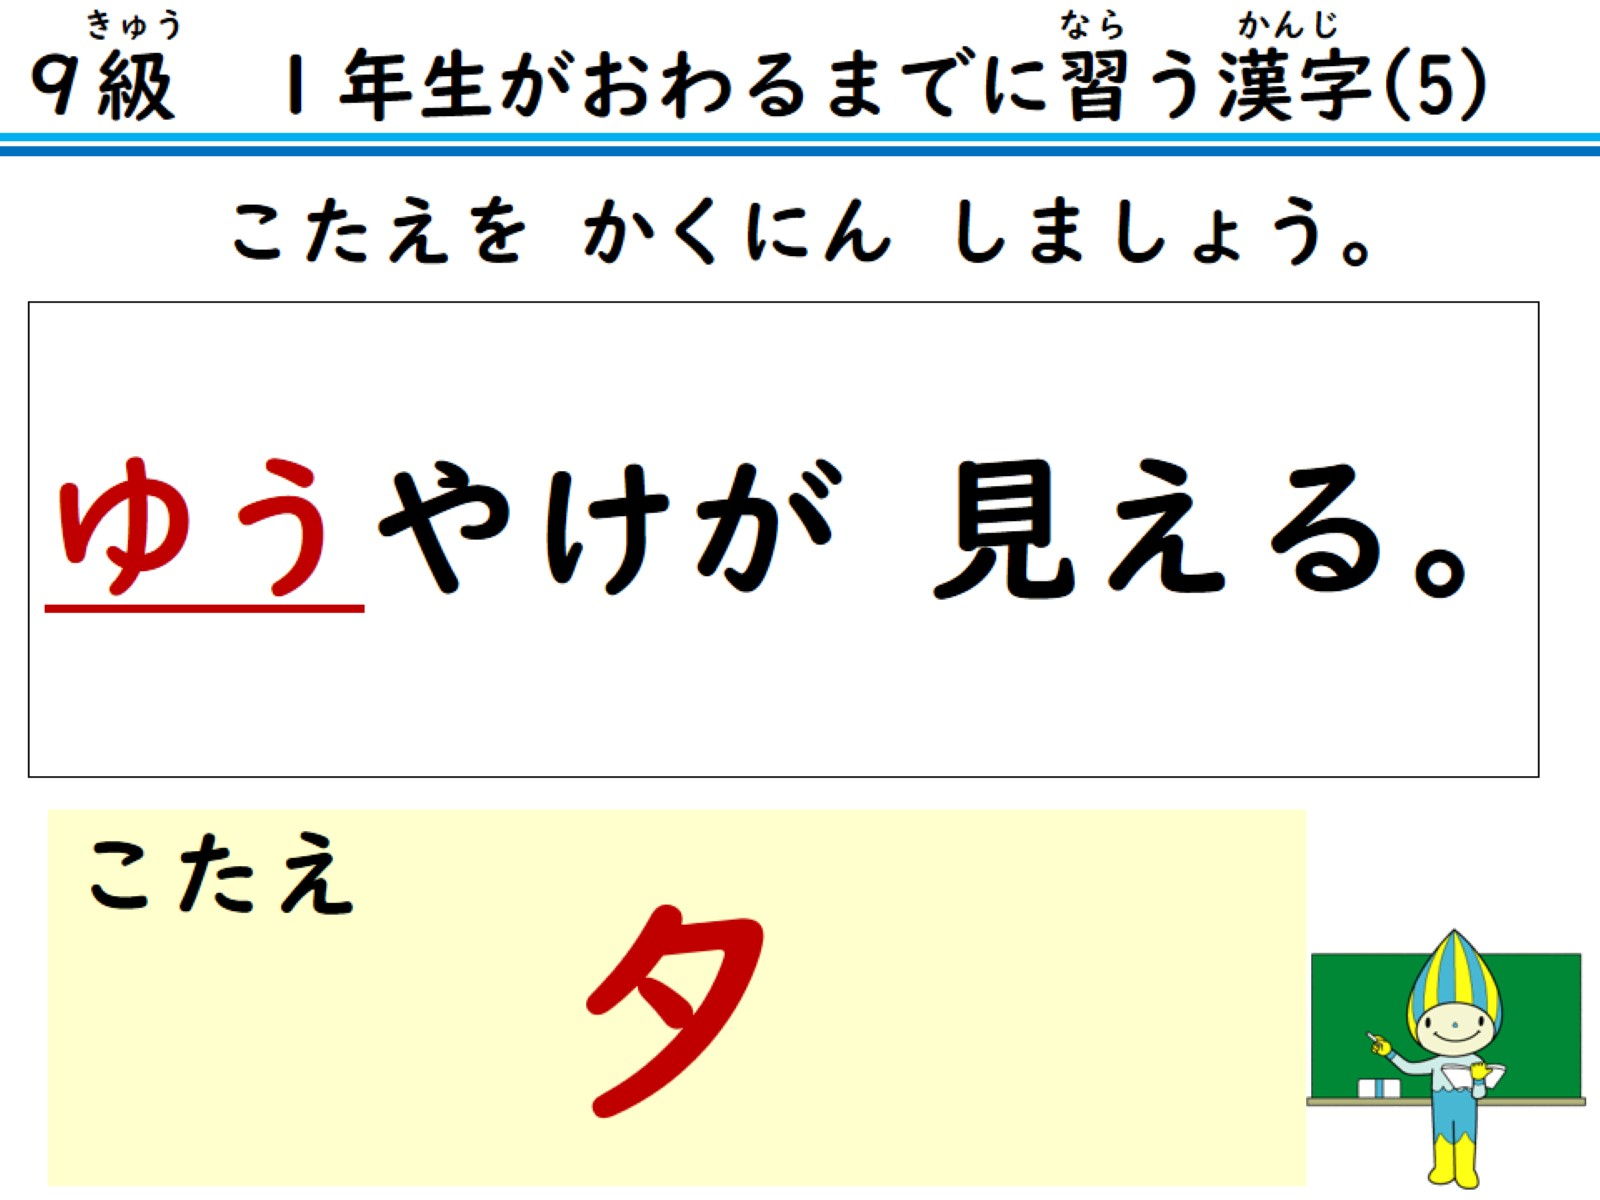 きゅう なら かんじ
9級 1年生がおわるまでに習う漢字(5)
こたえを かくにん しましょう。
ゆうやけが 見える。
こたえ
夕